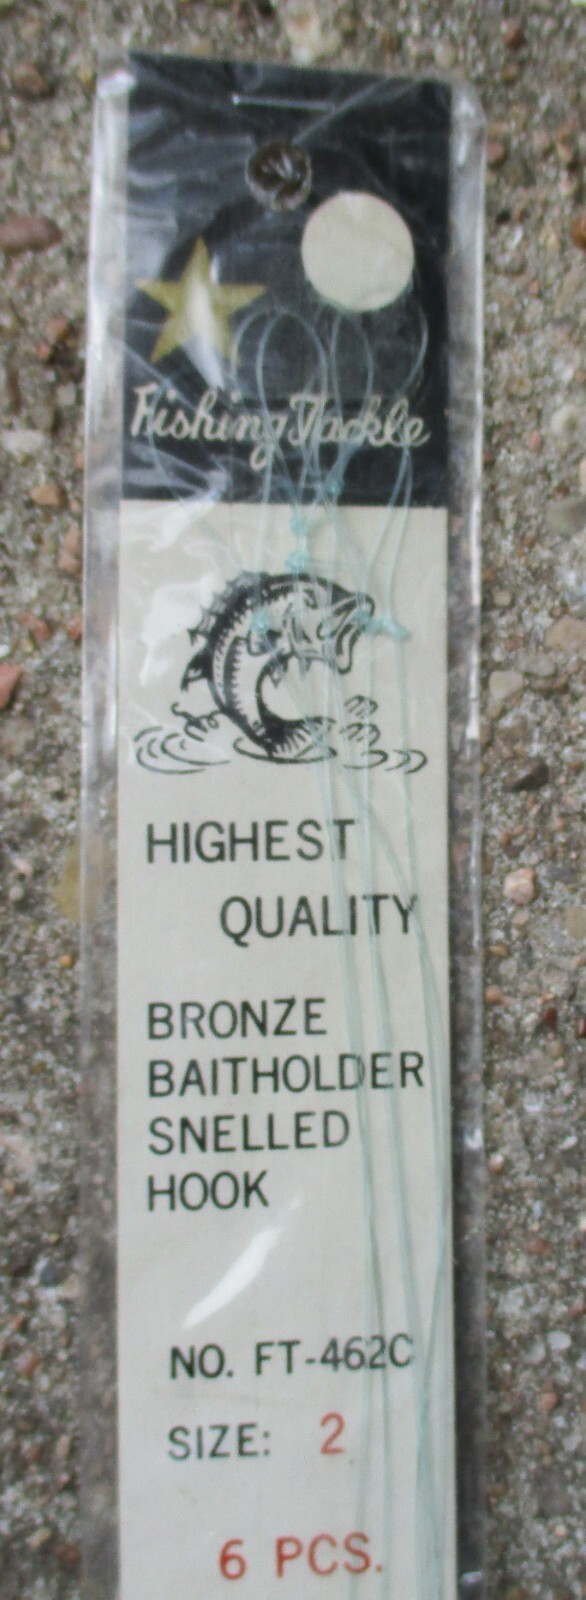 Fishing Tackle
HIGHEST
QUALITY
BRONZE
BAITHOLDER
SNELLED
HOOK
NO. FT-462C
SIZE: 2
6 PCS.